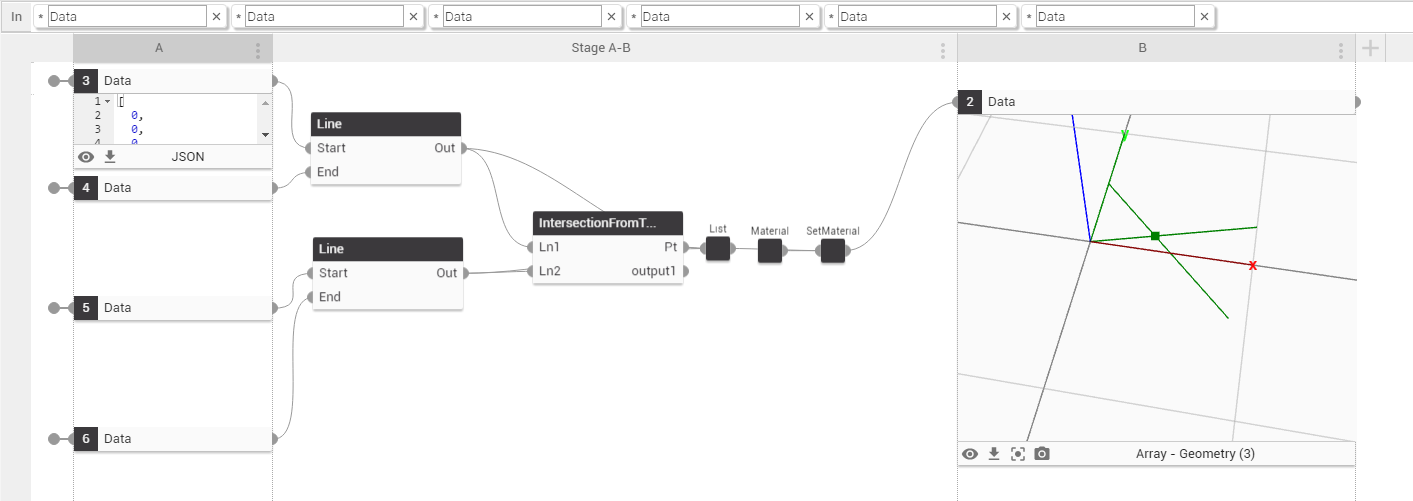 In
* Data
* Data
* Data
* Data
* Data
* Data
A
Stage A-B
B
3 Data
1 [
2 0,
3 0,
4 0
JSON
4 Data
5 Data
6 Data
Line
Start Out
End
Line
Start Out
End
IntersectionFromT...
Ln1 Pt
Ln2 output1
List
Material
SetMaterial
2 Data
y
x
Array - Geometry (3)